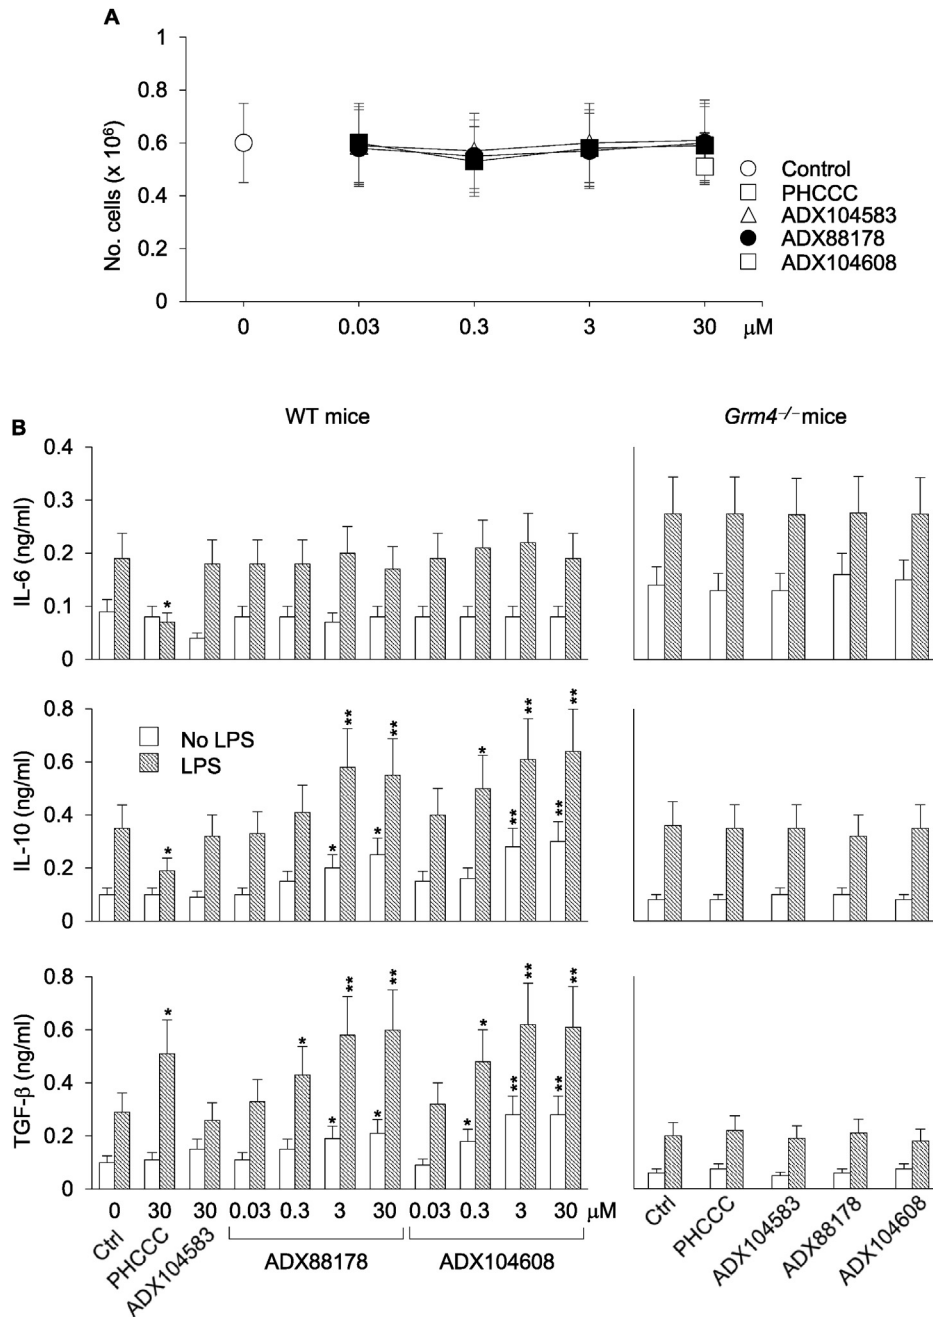 A
1
0.8
0.6
0.4
0.2
0
No. cells (x 10⁶)
0 0.03 0.3 3 30 μM
Control
PHCCC
ADX104583
ADX88178
ADX104608
B
WT mice
Grm4⁻/⁻ mice
0.4
0.3
0.2
0.1
0
IL-6 (ng/ml)
*
0.8
0.6
0.4
0.2
0
IL-10 (ng/ml)
No LPS
LPS
* * ** * ** * ** ** ** **
0.8
0.6
0.4
0.2
0
TGF-β (ng/ml)
* * * ** * ** * * ** ** ** **
0 30 30 0.03 0.3 3 30 0.03 0.3 3 30 μM
Ctrl
PHCCC
ADX104583
ADX88178
ADX104608
Ctrl
PHCCC
ADX104583
ADX88178
ADX104608